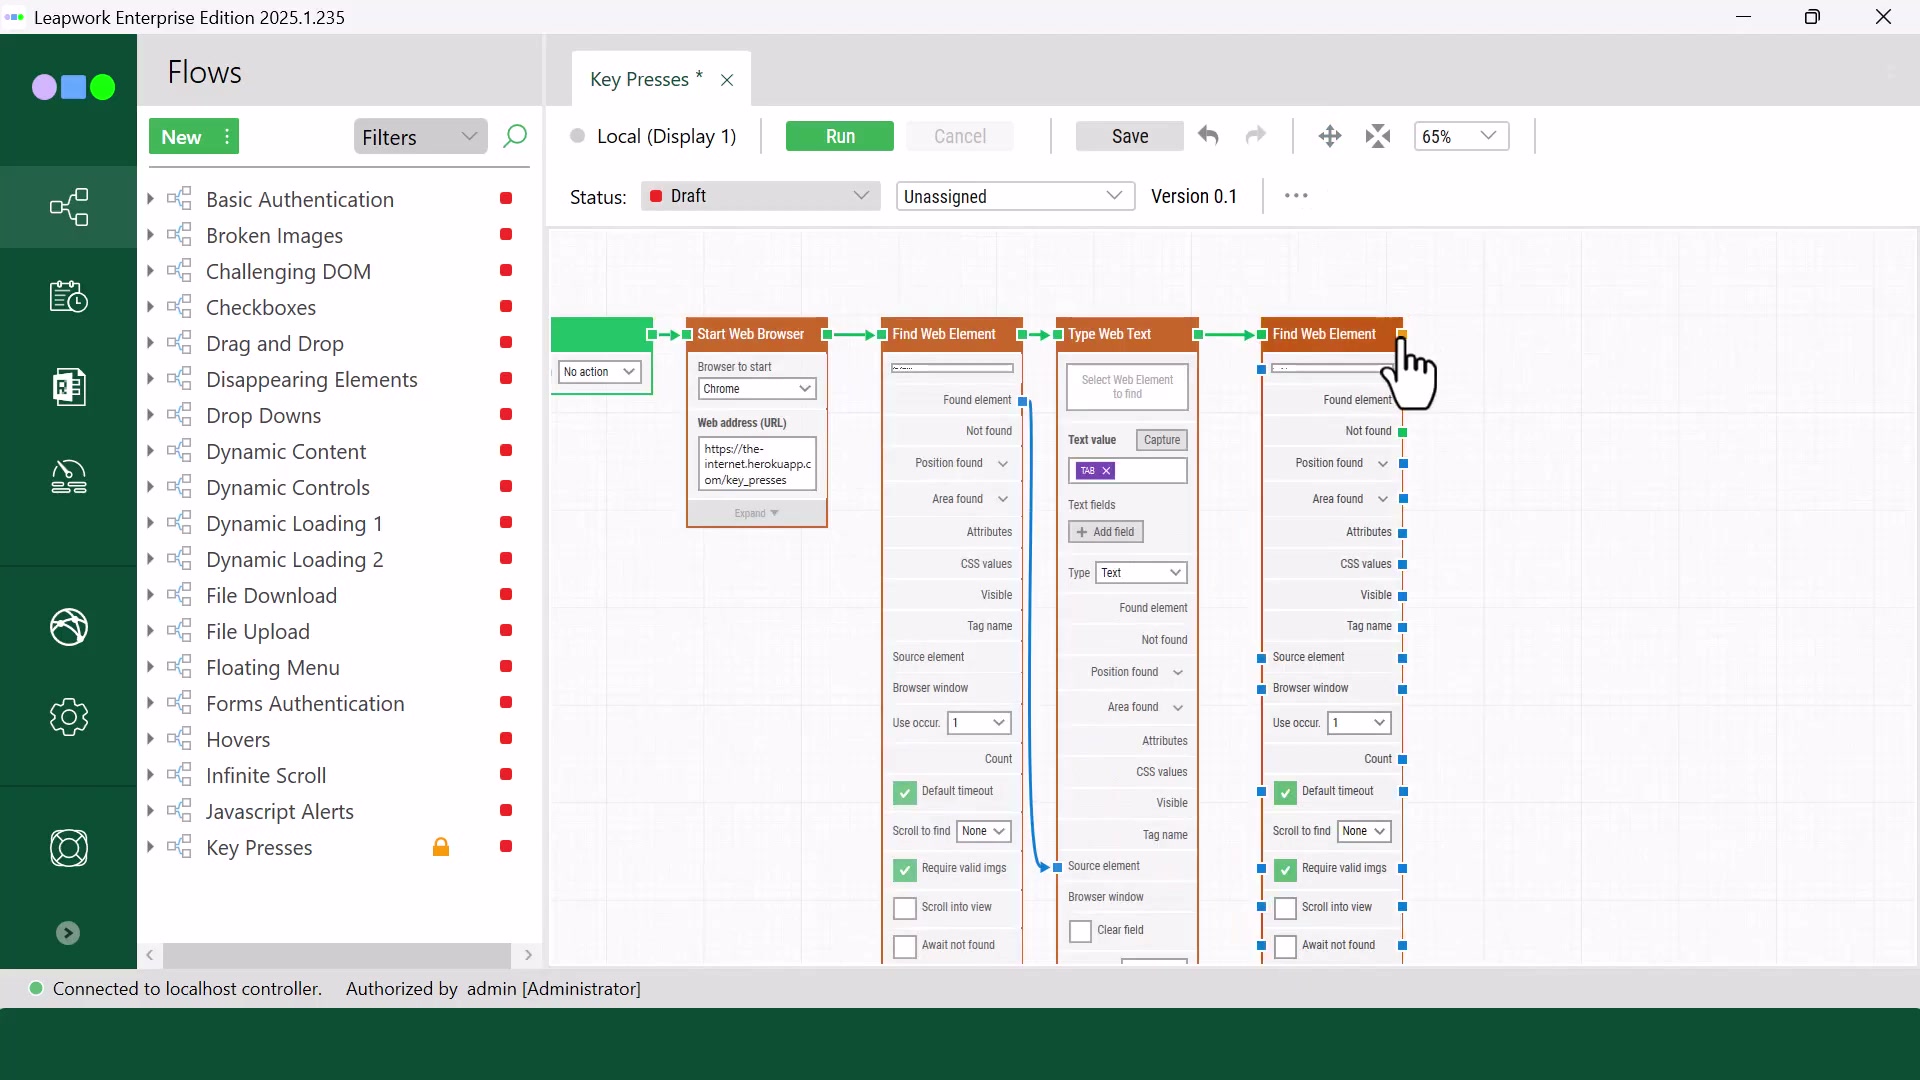 Leapwork Enterprise Edition 2025.1.235
Flows
New
Filters
Basic Authentication
Broken Images
Challenging DOM
Checkboxes
Drag and Drop
Disappearing Elements
Drop Downs
Dynamic Content
Dynamic Controls
Dynamic Loading 1
Dynamic Loading 2
File Download
File Upload
Floating Menu
Forms Authentication
Hovers
Infinite Scroll
Javascript Alerts
Key Presses
Key Presses *
Local (Display 1)
Run
Cancel
Save
65%
Status:
Draft
Unassigned
Version 0.1
No action
Start Web Browser
Browser to start
Chrome
Web address (URL)
https://the-
internet.herokuapp.c
om/key_presses
Expand
Find Web Element
Found element
Not found
Position found
Area found
Attributes
CSS values
Visible
Tag name
Source element
Browser window
Use occur. 1
Count
Default timeout
Scroll to find None
Require valid imgs
Scroll into view
Await not found
Type Web Text
Select Web Element
to find
Text value Capture
TAB
Text fields
Add field
Type Text
Found element
Not found
Position found
Area found
Attributes
CSS values
Visible
Tag name
Source element
Browser window
Clear field
Find Web Element
Found element
Not found
Position found
Area found
Attributes
CSS values
Visible
Tag name
Source element
Browser window
Use occur. 1
Count
Default timeout
Scroll to find None
Require valid imgs
Scroll into view
Await not found
Connected to localhost controller. Authorized by admin [Administrator]